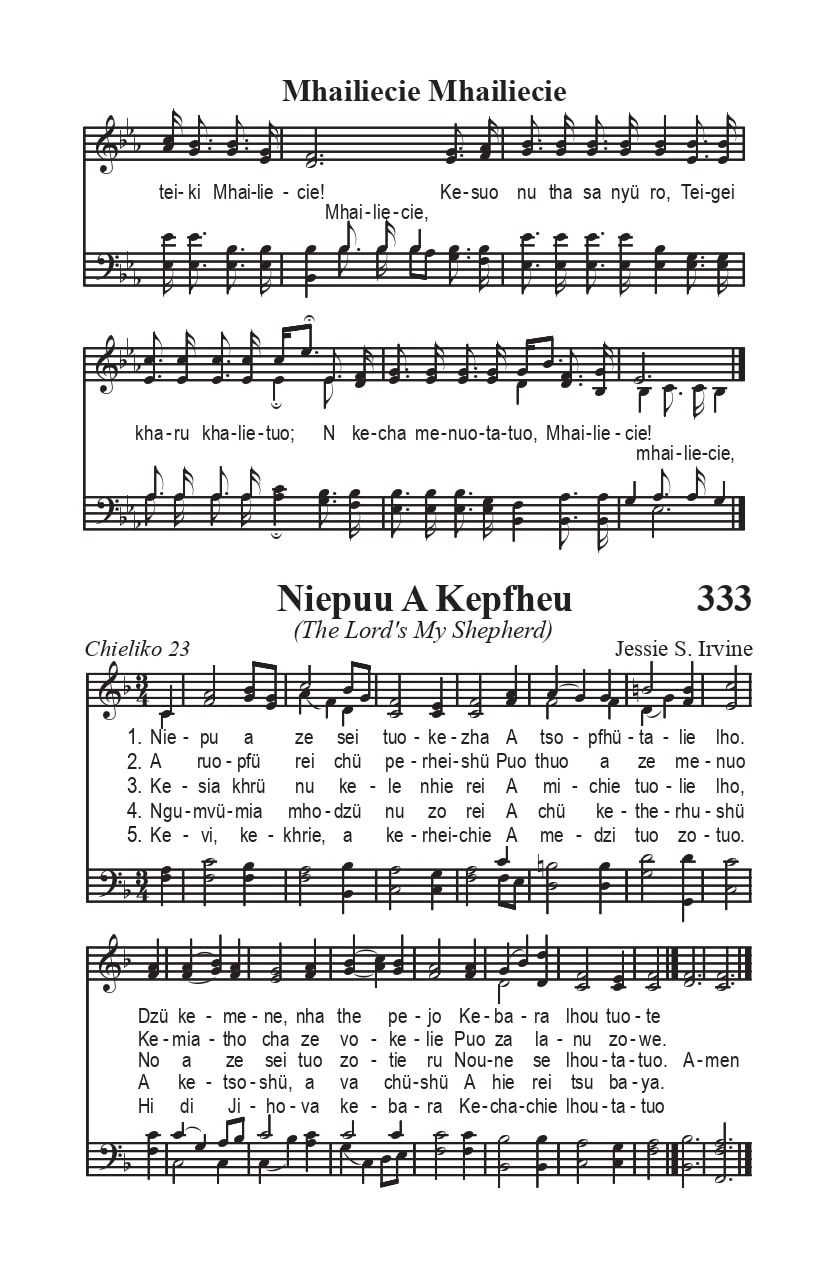 Mhailiecie Mhailiecie
tei- ki Mhai-lie - cie! Ke-suo nu tha sa nyü ro, Tei-gei
Mhai-lie-cie,
kha-ru kha-lie-tuo; N ke-cha me-nuo-ta-tuo, Mhai-lie-cie!
mhai-lie-cie,
Niepuu A Kepfheu 333
(The Lord's My Shepherd)
Chieliko 23 Jessie S. Irvine
1. Nie - pu a ze sei tuo-ke-zha A tso-pfhü-ta-lie lho.
2. A ruo-pfü rei chü pe-rhei-shü Puo thuo a ze me-nuo
3. Ke-sia khrü nu ke-le nhie rei A mi-chie tuo-lie lho,
4. Ngu-mvü-mia mho-dzü nu zo rei A chü ke-the-rhu-shü
5. Ke-vi, ke-khrie, a ke-rhei-chie A me-dzi tuo zo-tuo.
Dzü ke-me-ne, nha the pe-jo Ke-ba-ra lhou tuo-te
Ke-mia-tho cha ze vo-ke-lie Puo za la-nu zo-we.
No a ze sei tuo zo-tie ru Nou-ne se lhou-ta-tuo. A-men
A ke-tso-shü, a va chü-shü A hie rei tsu ba-ya.
Hi di Ji-ho-va ke-ba-ra Ke-cha-chie lhou-ta-tuo